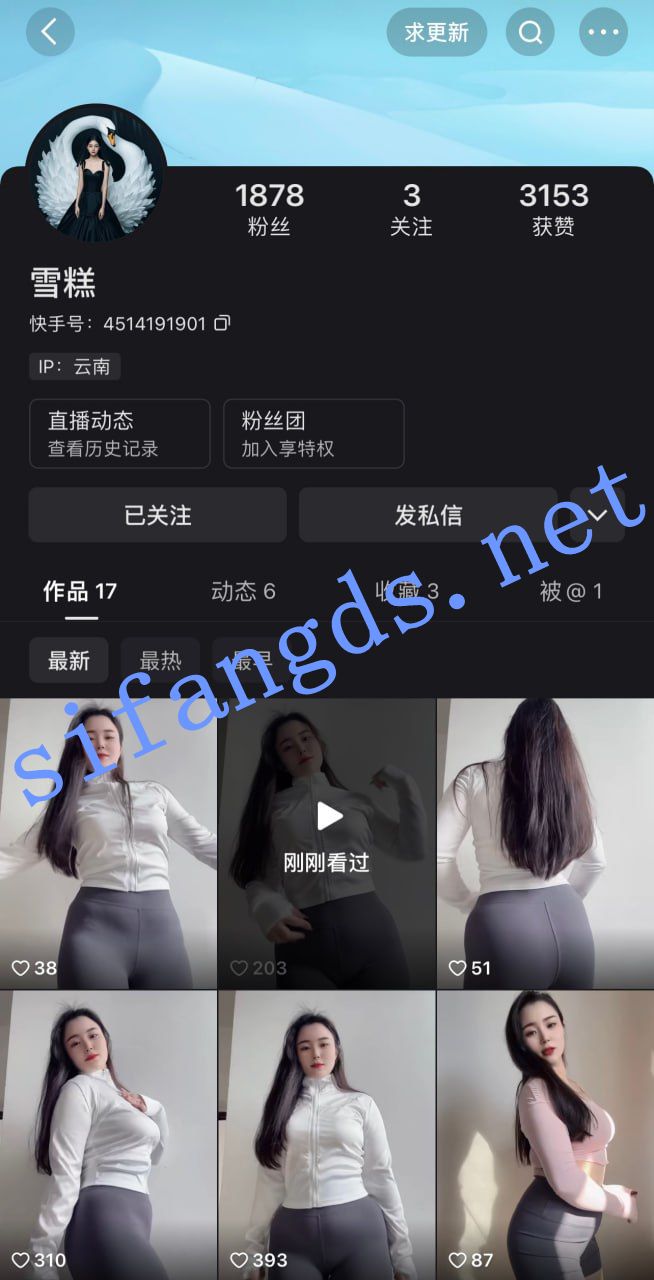 求更新
1878 3 3153
粉丝 关注 获赞
雪糕
快手号：4514191901
IP：云南
直播动态 粉丝团
查看历史记录 加入享特权
已关注 发私信
作品 17 动态 6 收藏 3 被@ 1
最新 最热 最早
sifangds.net
刚刚看过
38 203 51
310 393 87